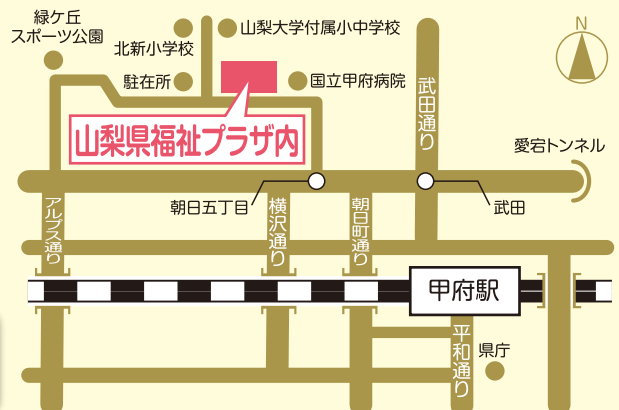 緑ケ丘
スポーツ公園
北新小学校
山梨大学付属小中学校
N
駐在所
国立甲府病院
武田通り
山梨県福祉プラザ内
愛宕トンネル
朝日五丁目
武田
アルプス通り
横沢通り
朝日町通り
甲府駅
平和通り
県庁